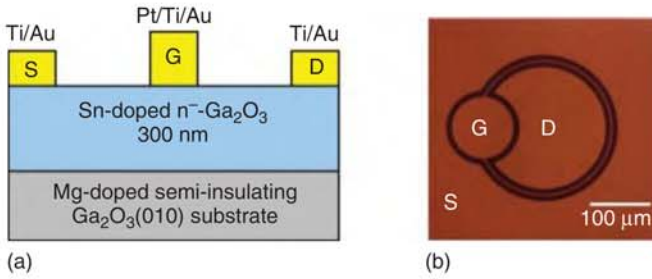 Pt/Ti/Au
Ti/Au
Ti/Au
S
G
D
Sn-doped n⁻-Ga₂O₃
300 nm
Mg-doped semi-insulating
Ga₂O₃(010) substrate
(a)
G
D
S
100 μm
(b)